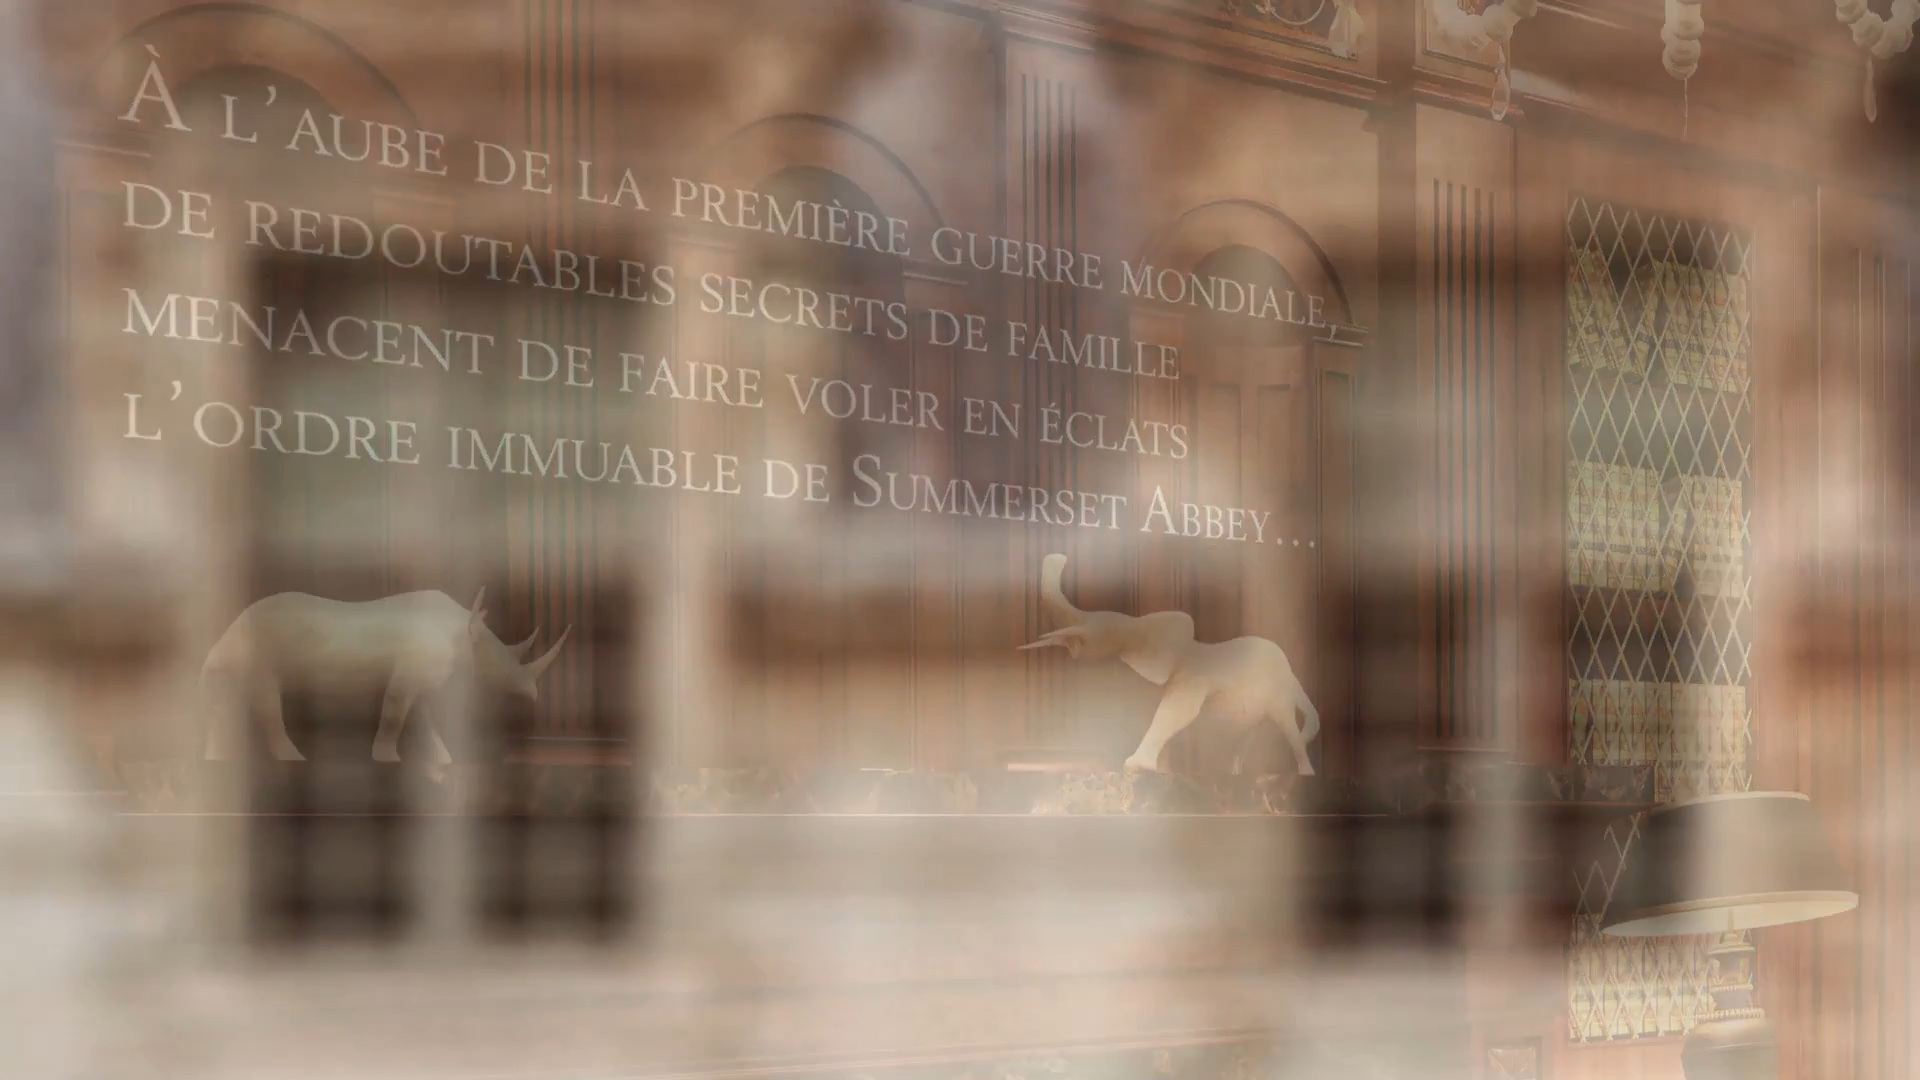 À L'AUBE DE LA PREMIÈRE GUERRE MONDIALE,
DE REDOUTABLES SECRETS DE FAMILLE
MENACENT DE FAIRE VOLER EN ÉCLATS
L'ORDRE IMMUABLE DE SUMMERSET ABBEY...